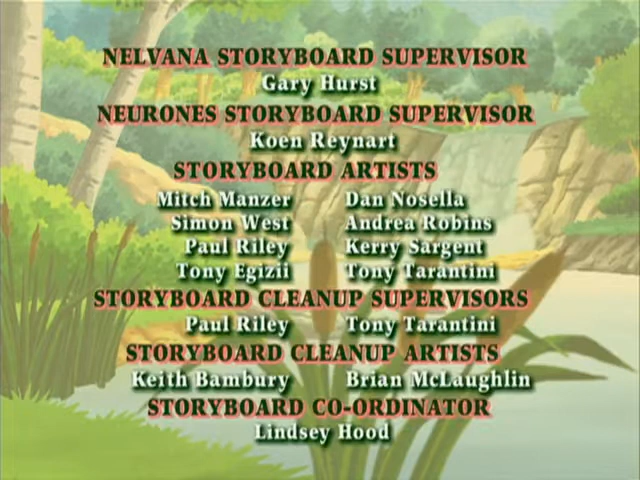 NELVANA STORYBOARD SUPERVISOR
Gary Hurst
NEURONES STORYBOARD SUPERVISOR
Koen Reynart
STORYBOARD ARTISTS
Mitch Manzer Dan Nosella
Simon West Andrea Robins
Paul Riley Kerry Sargent
Tony Egizii Tony Tarantini
STORYBOARD CLEANUP SUPERVISORS
Paul Riley Tony Tarantini
STORYBOARD CLEANUP ARTISTS
Keith Bambury Brian McLaughlin
STORYBOARD CO-ORDINATOR
Lindsey Hood